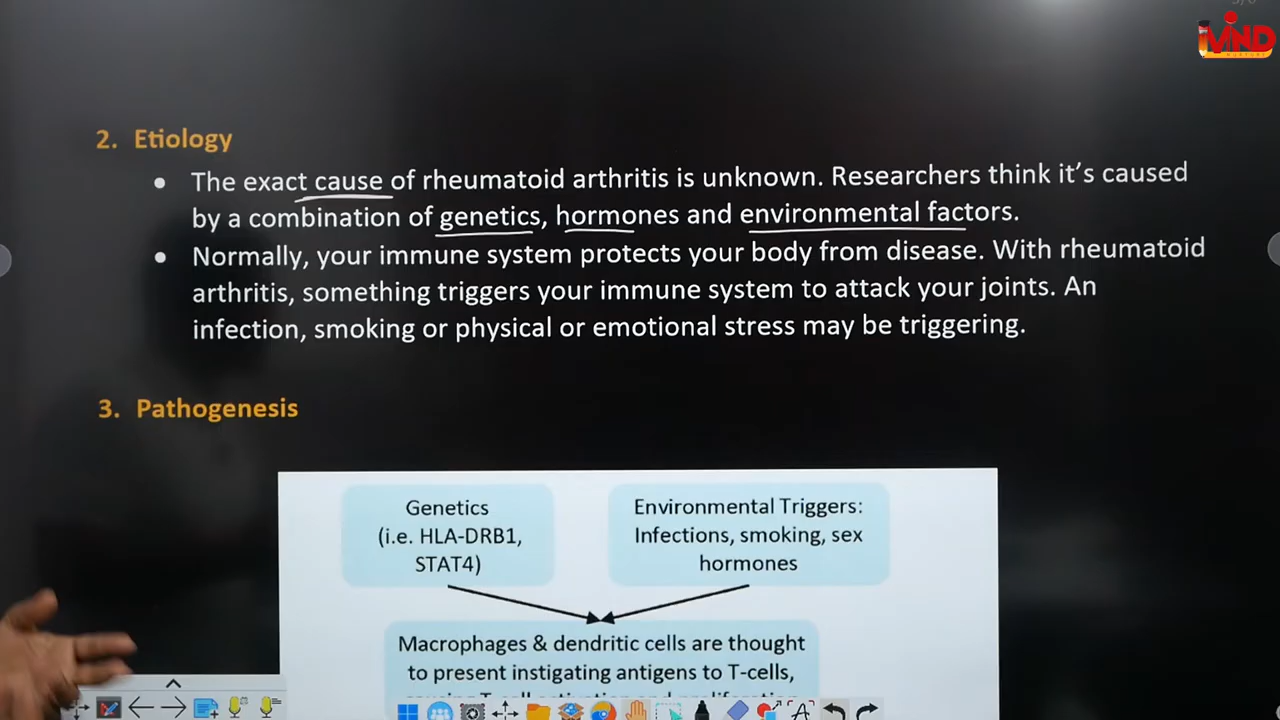 2. Etiology
• The exact cause of rheumatoid arthritis is unknown. Researchers think it's caused
by a combination of genetics, hormones and environmental factors.
• Normally, your immune system protects your body from disease. With rheumatoid
arthritis, something triggers your immune system to attack your joints. An
infection, smoking or physical or emotional stress may be triggering.
3. Pathogenesis
Genetics
(i.e. HLA-DRB1,
STAT4)
Environmental Triggers:
Infections, smoking, sex
hormones
Macrophages & dendritic cells are thought
to present instigating antigens to T-cells,